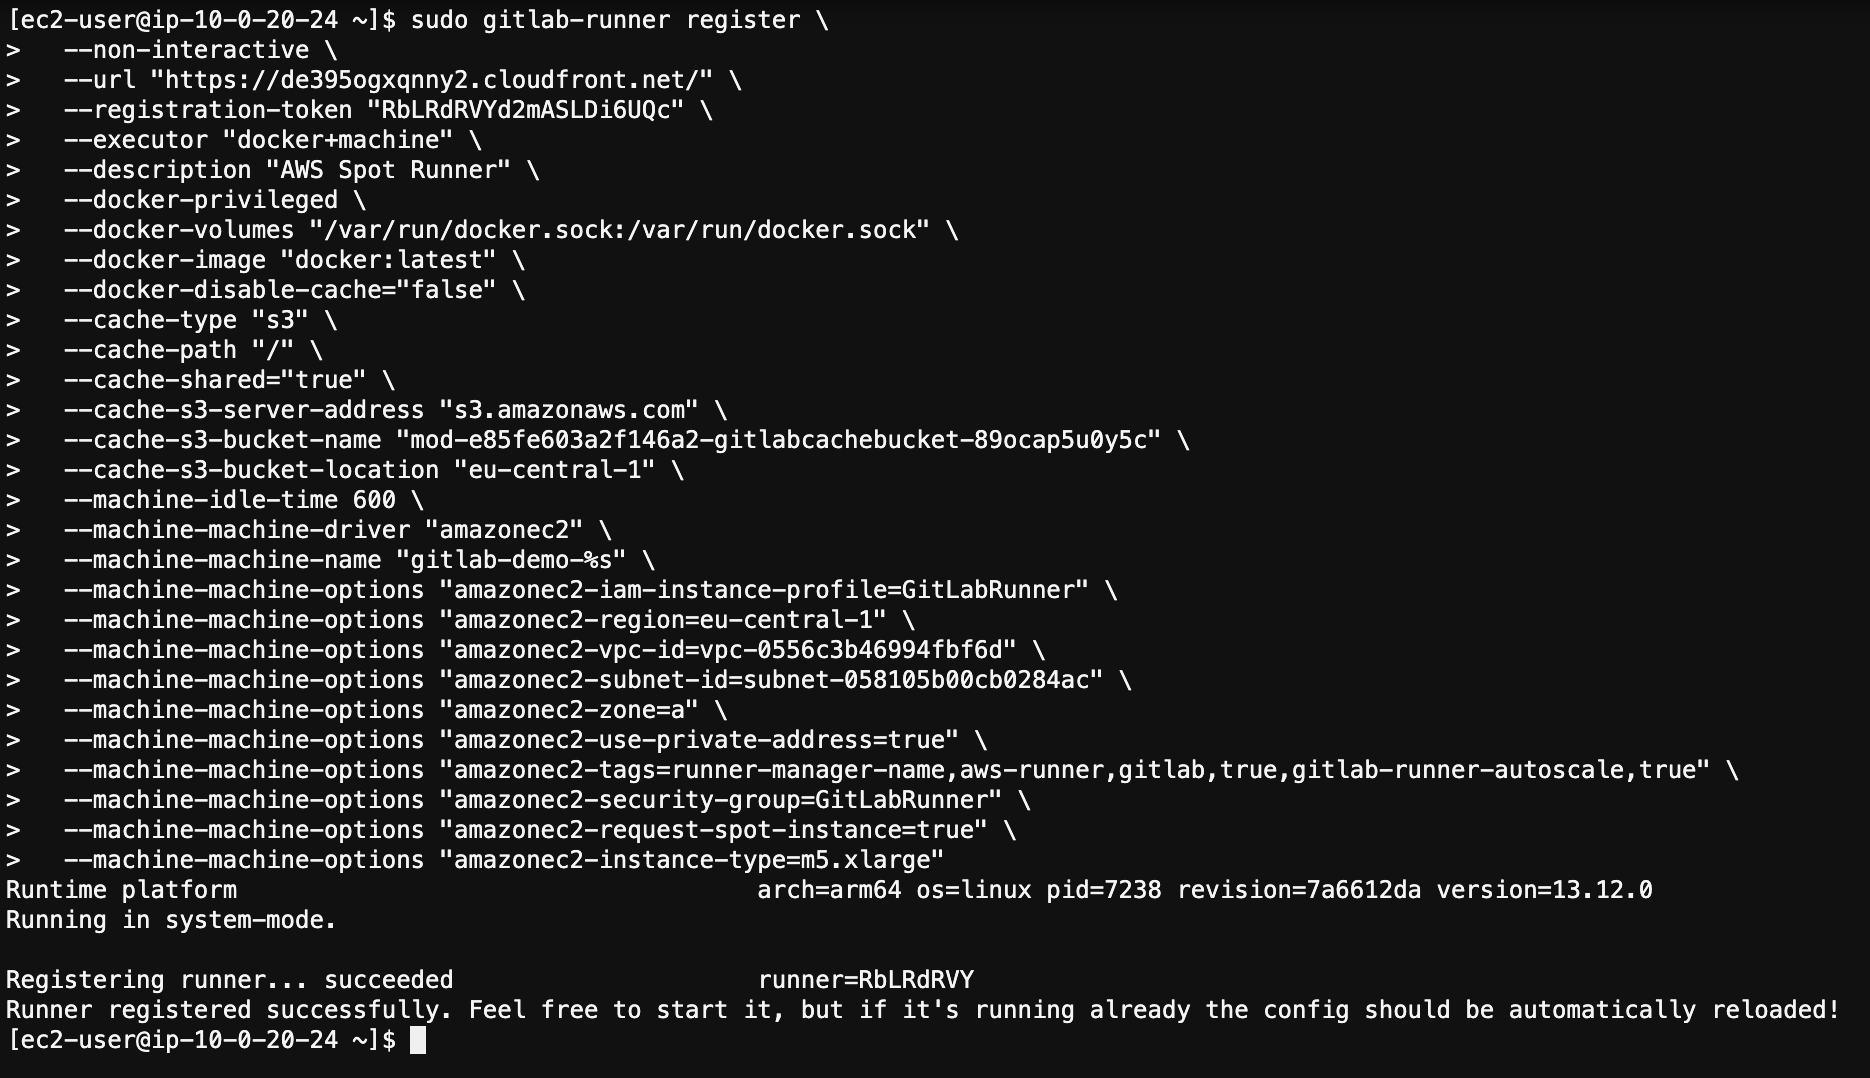 [ec2-user@ip-10-0-20-24 ~]$ sudo gitlab-runner register \
>   --non-interactive \
>   --url "https://de395ogxqnny2.cloudfront.net/" \
>   --registration-token "RbLRdRVYd2mASLDi6UQc" \
>   --executor "docker+machine" \
>   --description "AWS Spot Runner" \
>   --docker-privileged \
>   --docker-volumes "/var/run/docker.sock:/var/run/docker.sock" \
>   --docker-image "docker:latest" \
>   --docker-disable-cache="false" \
>   --cache-type "s3" \
>   --cache-path "/" \
>   --cache-shared="true" \
>   --cache-s3-server-address "s3.amazonaws.com" \
>   --cache-s3-bucket-name "mod-e85fe603a2f146a2-gitlabcachebucket-89ocap5u0y5c" \
>   --cache-s3-bucket-location "eu-central-1" \
>   --machine-idle-time 600 \
>   --machine-machine-driver "amazonec2" \
>   --machine-machine-name "gitlab-demo-%s" \
>   --machine-machine-options "amazonec2-iam-instance-profile=GitLabRunner" \
>   --machine-machine-options "amazonec2-region=eu-central-1" \
>   --machine-machine-options "amazonec2-vpc-id=vpc-0556c3b46994fbf6d" \
>   --machine-machine-options "amazonec2-subnet-id=subnet-058105b00cb0284ac" \
>   --machine-machine-options "amazonec2-zone=a" \
>   --machine-machine-options "amazonec2-use-private-address=true" \
>   --machine-machine-options "amazonec2-tags=runner-manager-name,aws-runner,gitlab,true,gitlab-runner-autoscale,true" \
>   --machine-machine-options "amazonec2-security-group=GitLabRunner" \
>   --machine-machine-options "amazonec2-request-spot-instance=true" \
>   --machine-machine-options "amazonec2-instance-type=m5.xlarge"
Runtime platform                                    arch=arm64 os=linux pid=7238 revision=7a6612da version=13.12.0
Running in system-mode.

Registering runner... succeeded                     runner=RbLRdRVY
Runner registered successfully. Feel free to start it, but if it's running already the config should be automatically reloaded!
[ec2-user@ip-10-0-20-24 ~]$